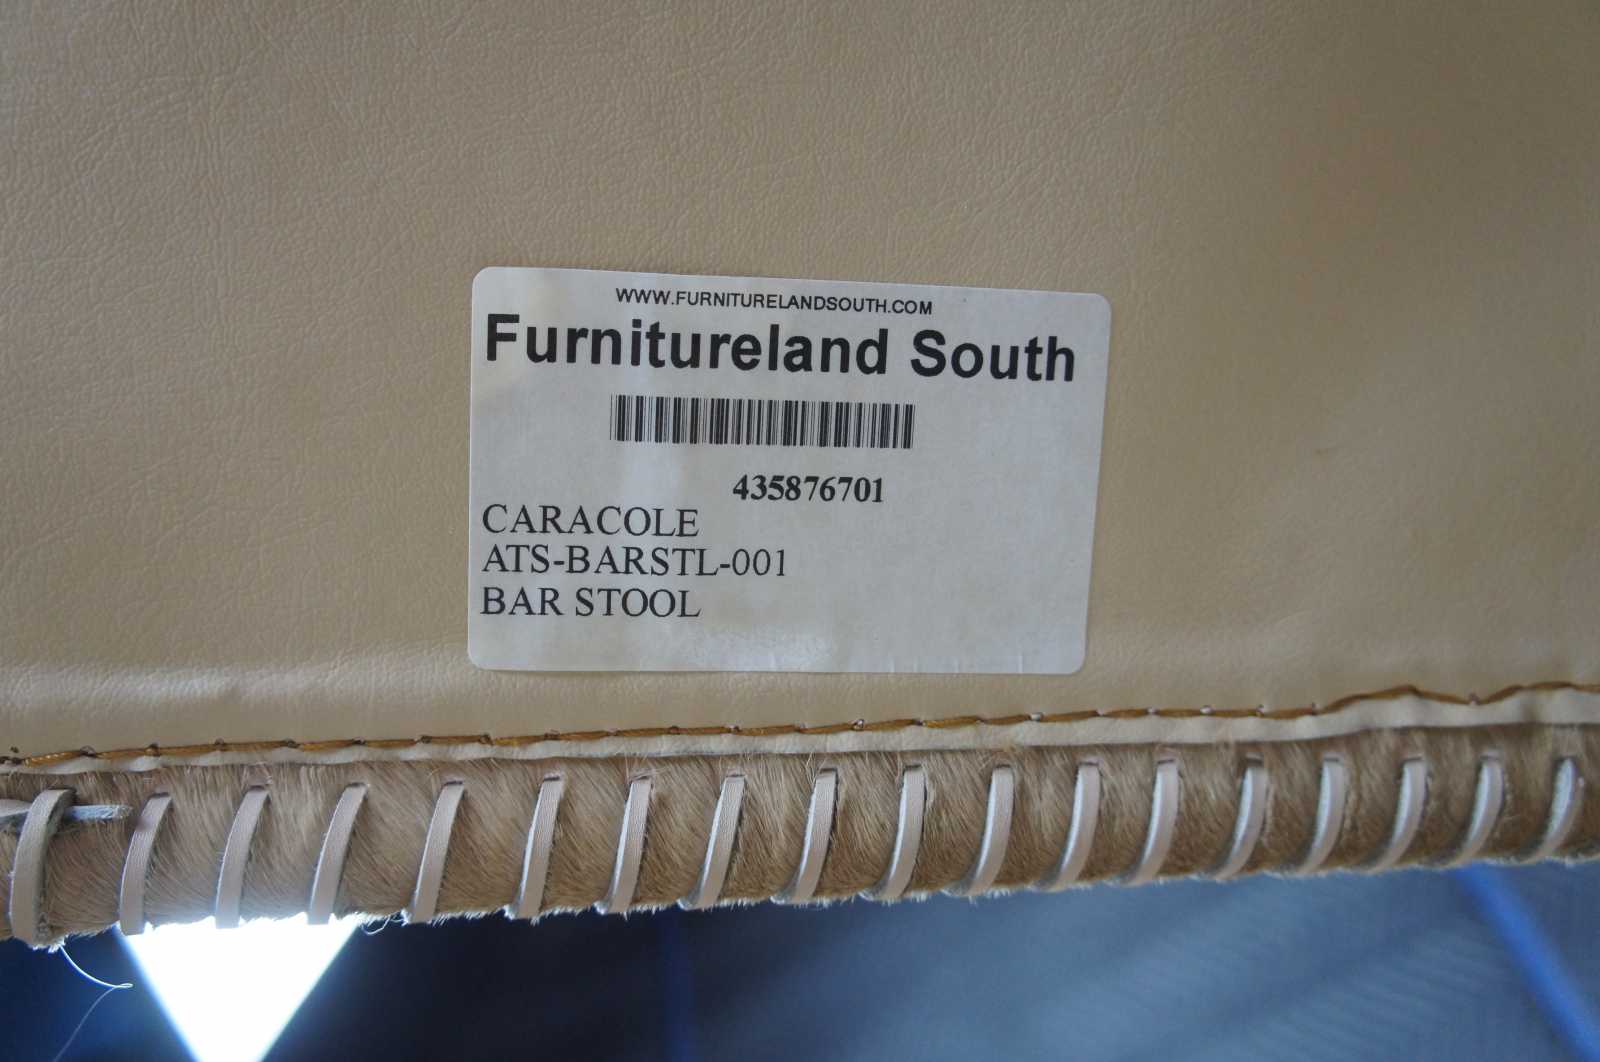 WWW.FURNITURELANDSOUTH.COM
Furnitureland South
435876701
CARACOLE
ATS-BARSTL-001
BAR STOOL